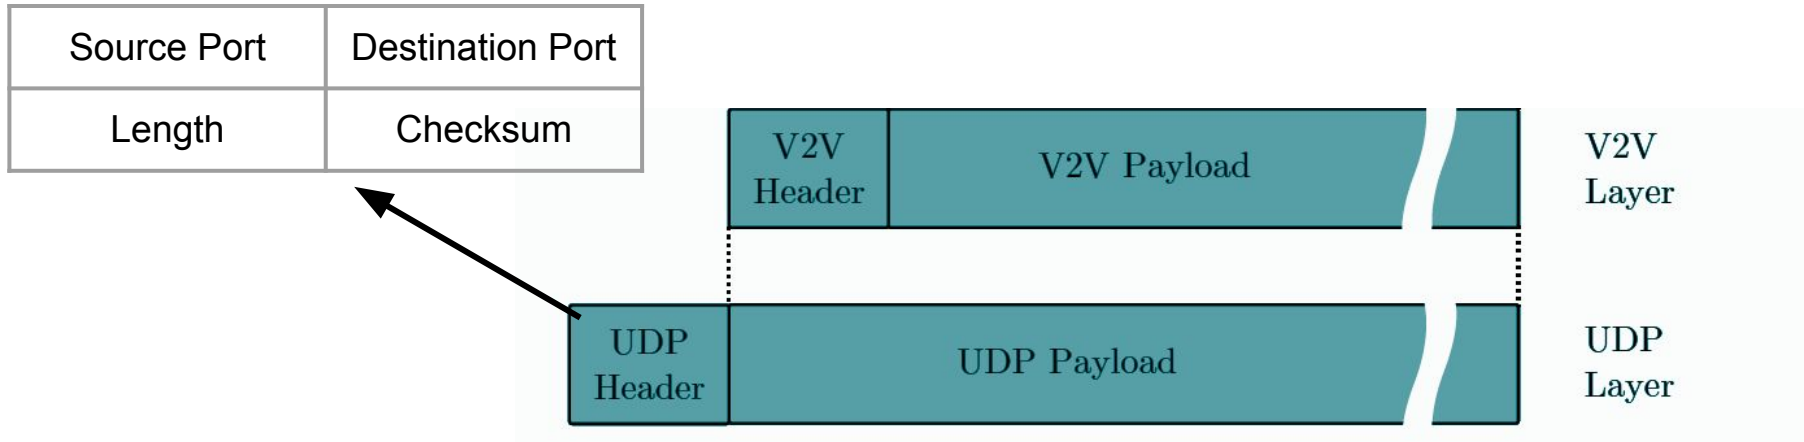 Source Port Destination Port
Length Checksum
V2V
Header
V2V Payload
V2V
Layer
UDP
Header
UDP Payload
UDP
Layer